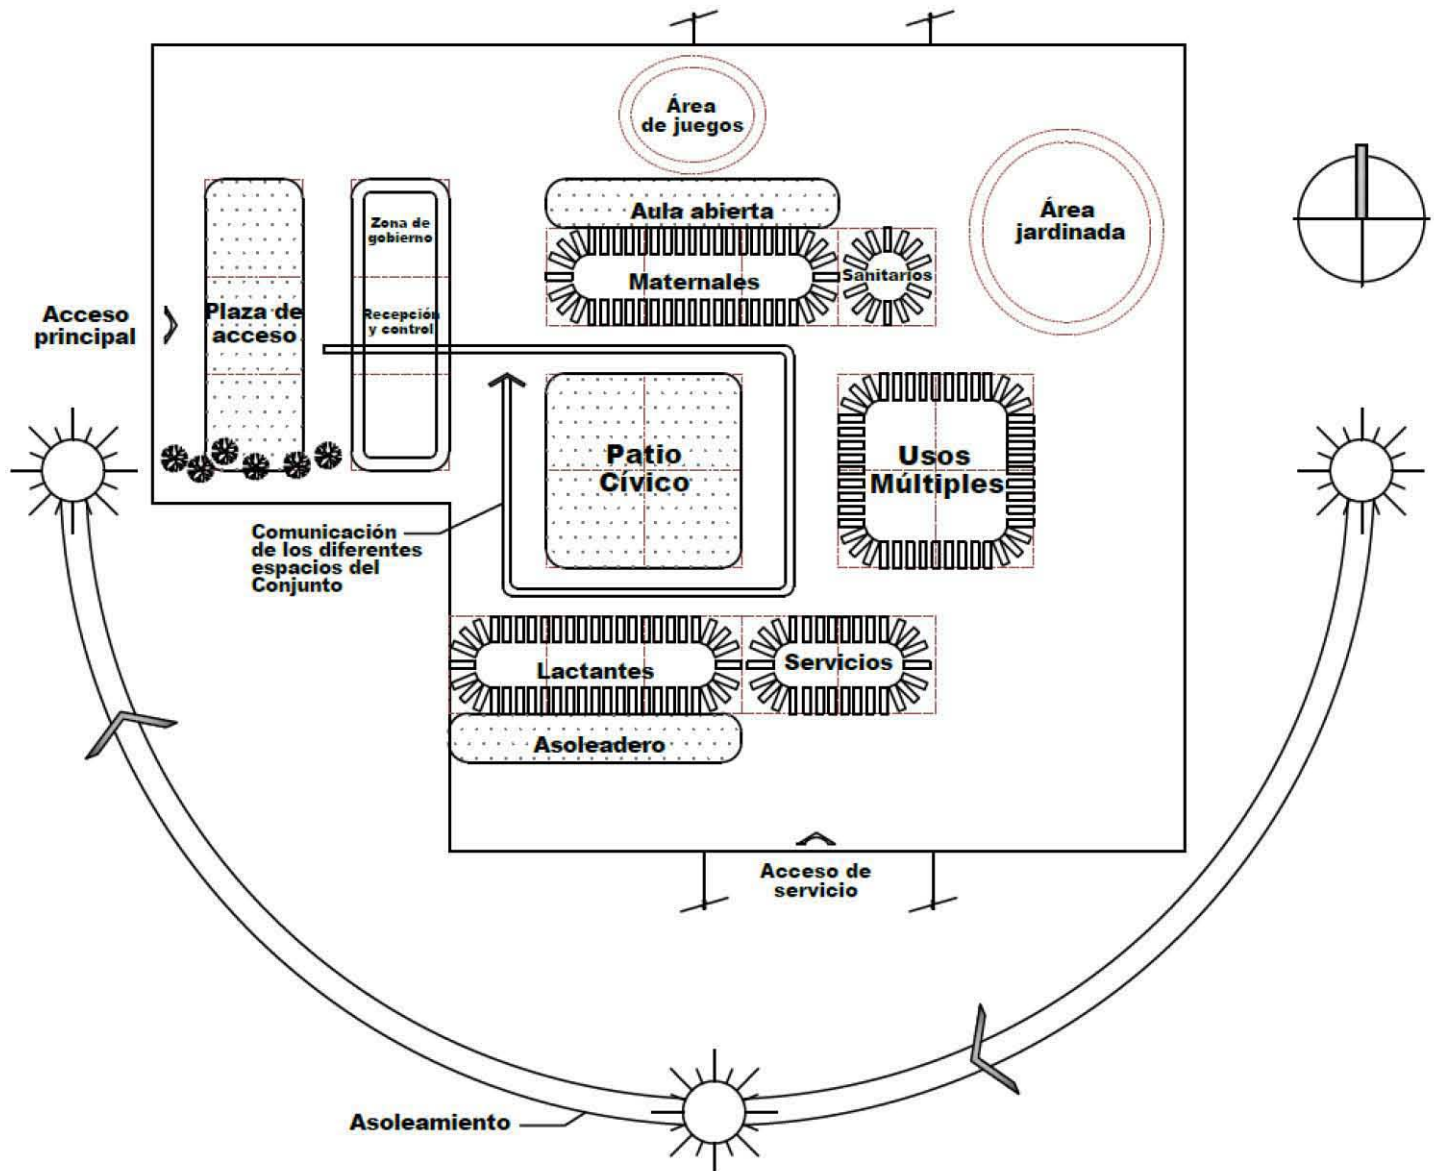 Área
de juegos
Zona de
gobierno
Aula abierta
Área
jardinada
Maternales
Sanitarios
Acceso
principal
Plaza de
acceso
Recepción
y control
Patio
Cívico
Usos
Múltiples
Comunicación
de los diferentes
espacios del
Conjunto
Lactantes
Servicios
Asoleadero
Acceso de
servicio
Asoleamiento